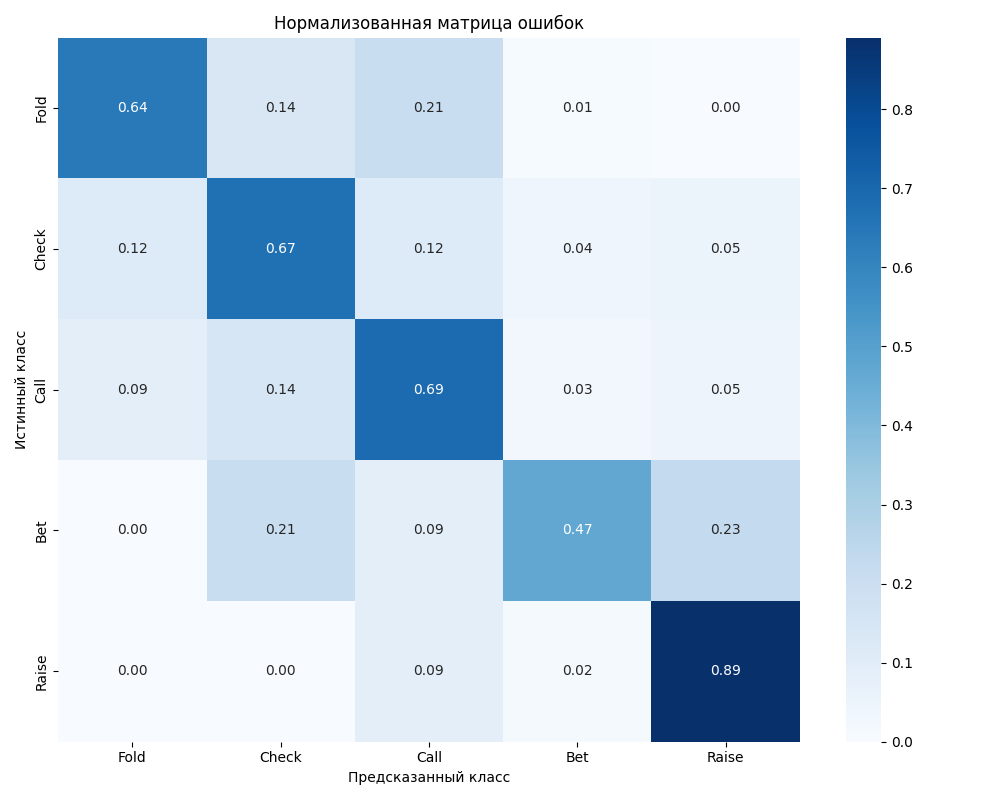 Нормализованная матрица ошибок
Истинный класс
Fold 0.64 0.14 0.21 0.01 0.00
Check 0.12 0.67 0.12 0.04 0.05
Call 0.09 0.14 0.69 0.03 0.05
Bet 0.00 0.21 0.09 0.47 0.23
Raise 0.00 0.00 0.09 0.02 0.89
Fold Check Call Bet Raise
Предсказанный класс
0.8
0.7
0.6
0.5
0.4
0.3
0.2
0.1
0.0